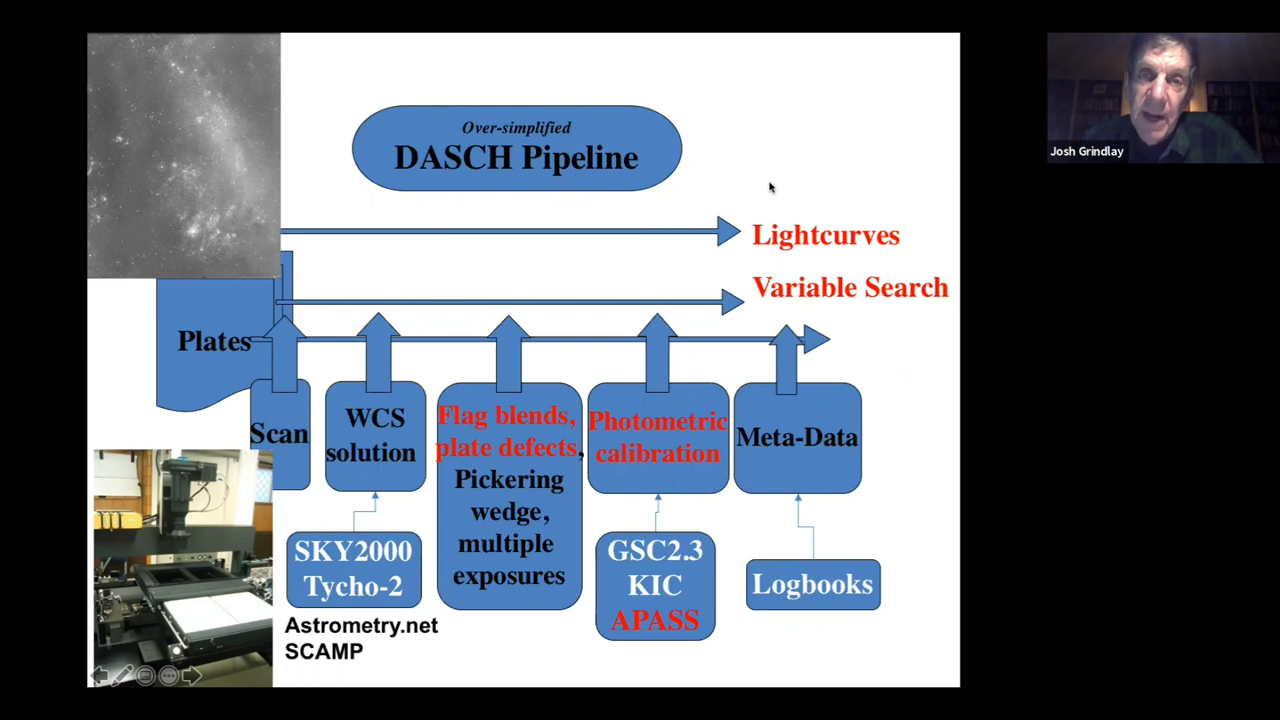 Over-simplified
DASCH Pipeline
Josh Grindlay
Lightcurves
Variable Search
Plates
Scan
WCS
solution
Flag blends,
plate defects,
Pickering
wedge,
multiple
exposures
Photometric
calibration
Meta-Data
SKY2000
Tycho-2
GSC2.3
KIC
APASS
Logbooks
Astrometry.net
SCAMP